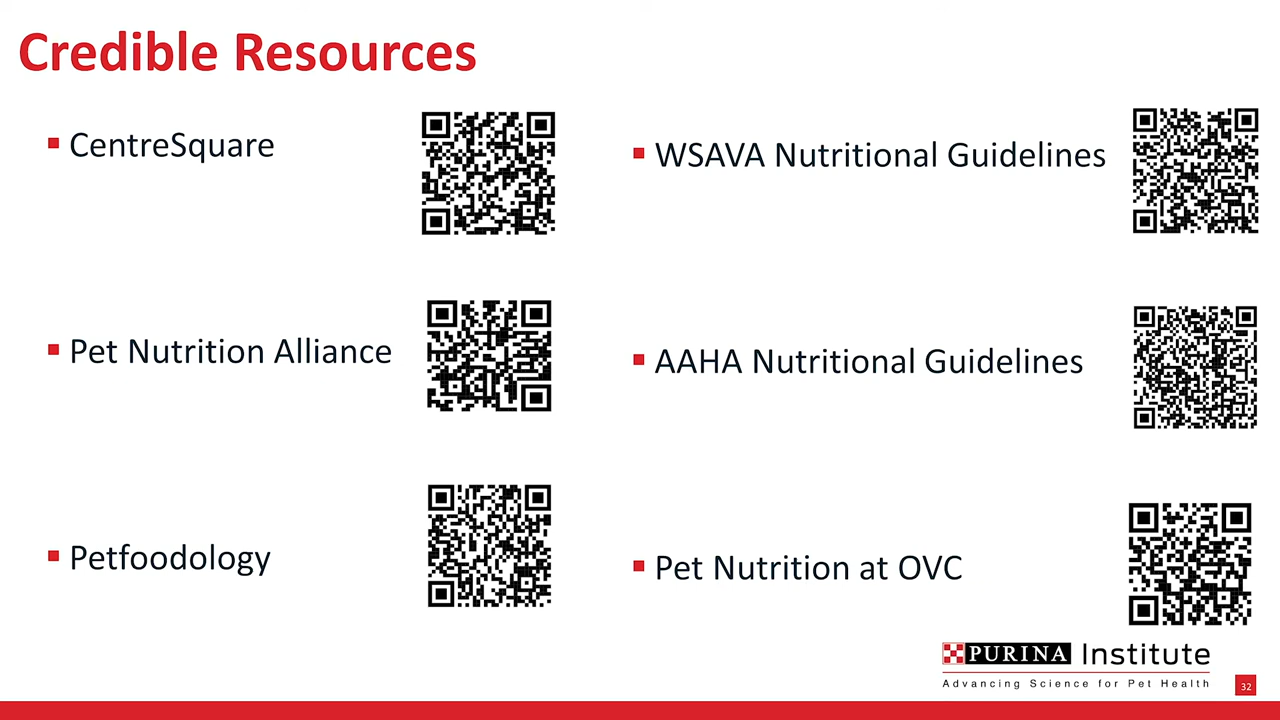 Credible Resources
CentreSquare
WSAVA Nutritional Guidelines
Pet Nutrition Alliance
AAHA Nutritional Guidelines
Petfoodology
Pet Nutrition at OVC
PURINA Institute
Advancing Science for Pet Health
32